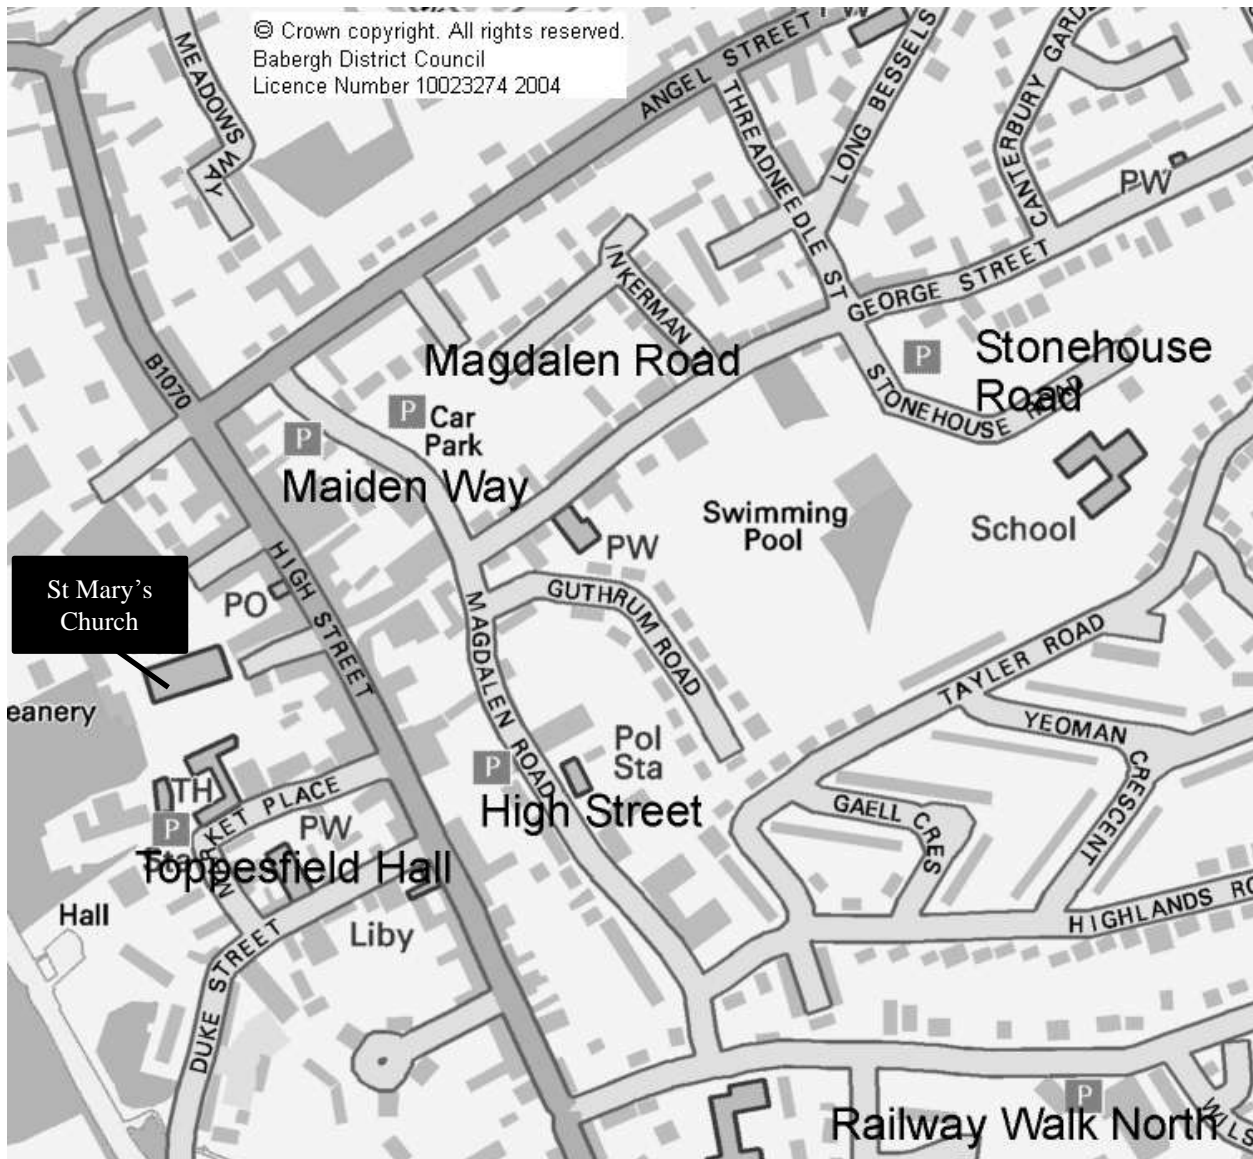 © Crown copyright. All rights reserved.
Babergh District Council
Licence Number 10023274 2004
MEADOWS WAY
ANGEL STREET
THREADNEEDLE ST
LONG BESSELS
CANTERBURY
PW
INKERMAN
GEORGE STREET
B1070
Magdalen Road
P
Stonehouse
Road
STONEHOUSE
P
Car
Park
P
Maiden Way
Swimming
Pool
School
PW
HIGH STREET
St Mary's
Church
PO
GUTHRUM ROAD
MAGDALEN ROAD
TAYLER ROAD
eanery
YEOMAN
CRESCENT
Pol
Sta
P
High Street
TH
KET PLACE
PW
P
Toppesfield Hall
GAELL CRES
Hall
Liby
HIGHLANDS RO
DUKE STREET
P
Railway Walk North
WILS